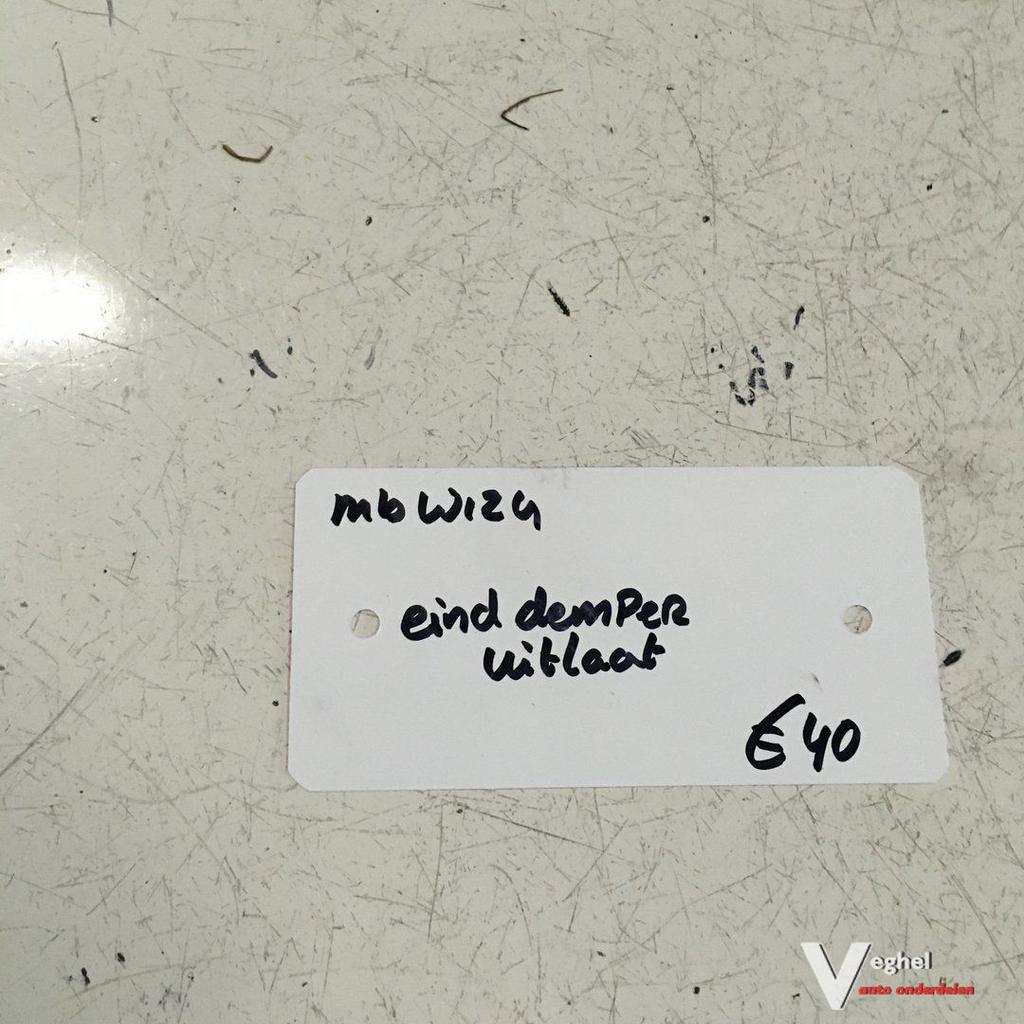 mb W124
eind demPeR
uitlaat
€40
Veghel
auto onderdelen